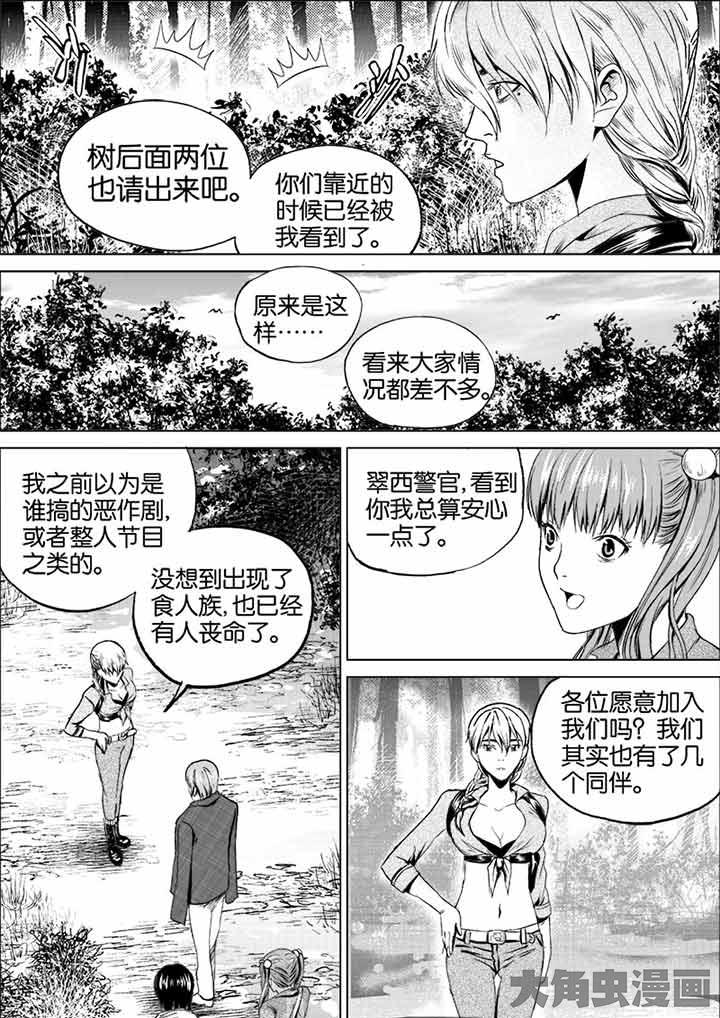 树后面两位
也请出来吧。
你们靠近的
时候已经被
我看到了。
原来是这
样……
看来大家情
况都差不多。
我之前以为是
谁搞的恶作剧,
或者整人节目
之类的。
没想到出现了
食人族,也已经
有人丧命了。
翠西警官,看到
你我总算安心
一点了。
各位愿意加入
我们吗?我们
其实也有了几
个同伴。
大角虫漫画